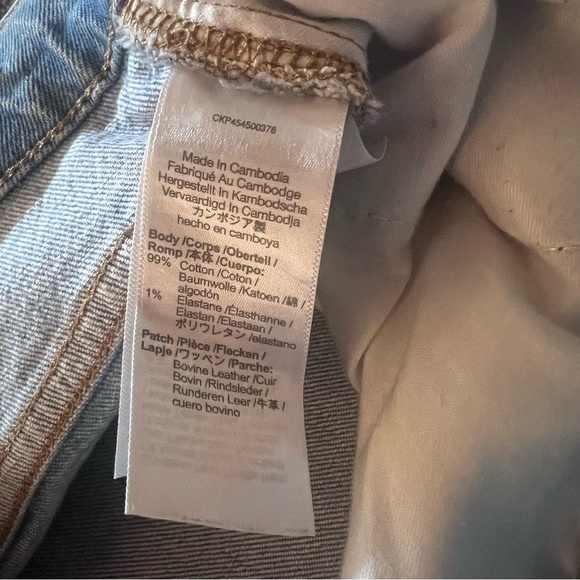 CKP454500378
Made In Cambodia
Fabriqué Au Cambodge
Hergestellt In Kambodscha
Vervaardigd In Cambodja
カンボジア製
hecho en camboya
Body /Corps /Oberteil /
Romp /本体 /Cuerpo:
99% Cotton /Coton /
Baumwolle /Katoen /綿 /
algodón
1% Elastane /Élasthanne /
Elastan /Elastaan /
ポリウレタン /elastano
Patch /Pièce /Flecken /
Lapje /ワッペン /Parche:
Bovine Leather /Cuir
Bovin /Rindsleder /
Runderen Leer /牛革 /
cuero bovino